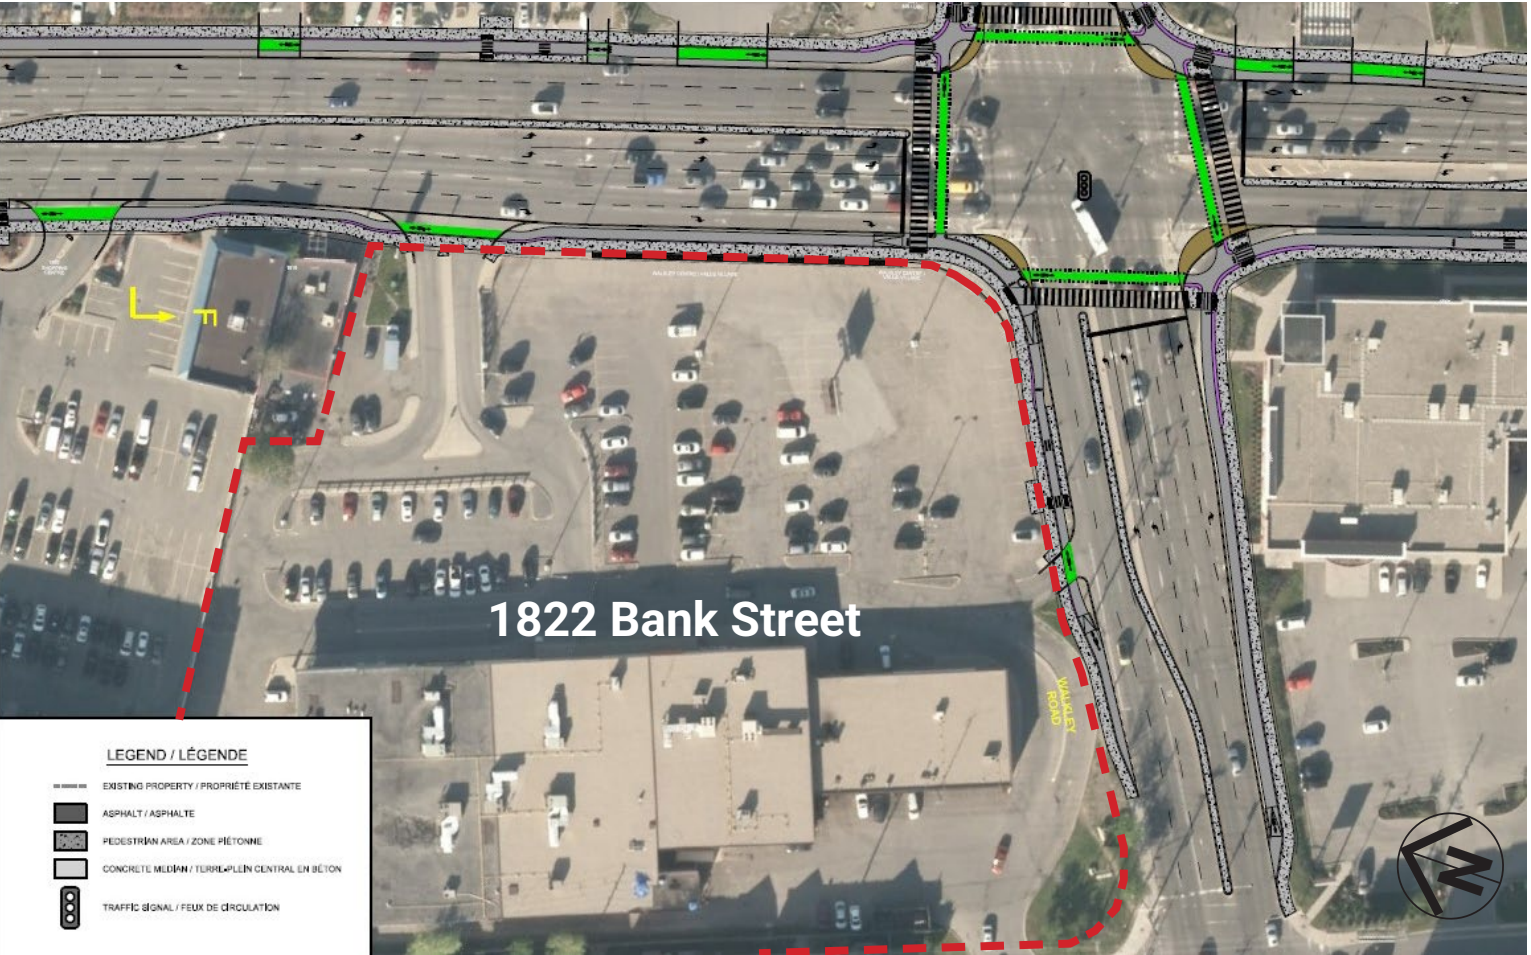 1822 Bank Street
WALKLEY
ROAD
F
LEGEND / LÉGENDE
EXISTING PROPERTY / PROPRIÉTÉ EXISTANTE
ASPHALT / ASPHALTE
PEDESTRIAN AREA / ZONE PIÉTONNE
CONCRETE MEDIAN / TERRE-PLEIN CENTRAL EN BÉTON
TRAFFIC SIGNAL / FEUX DE CIRCULATION